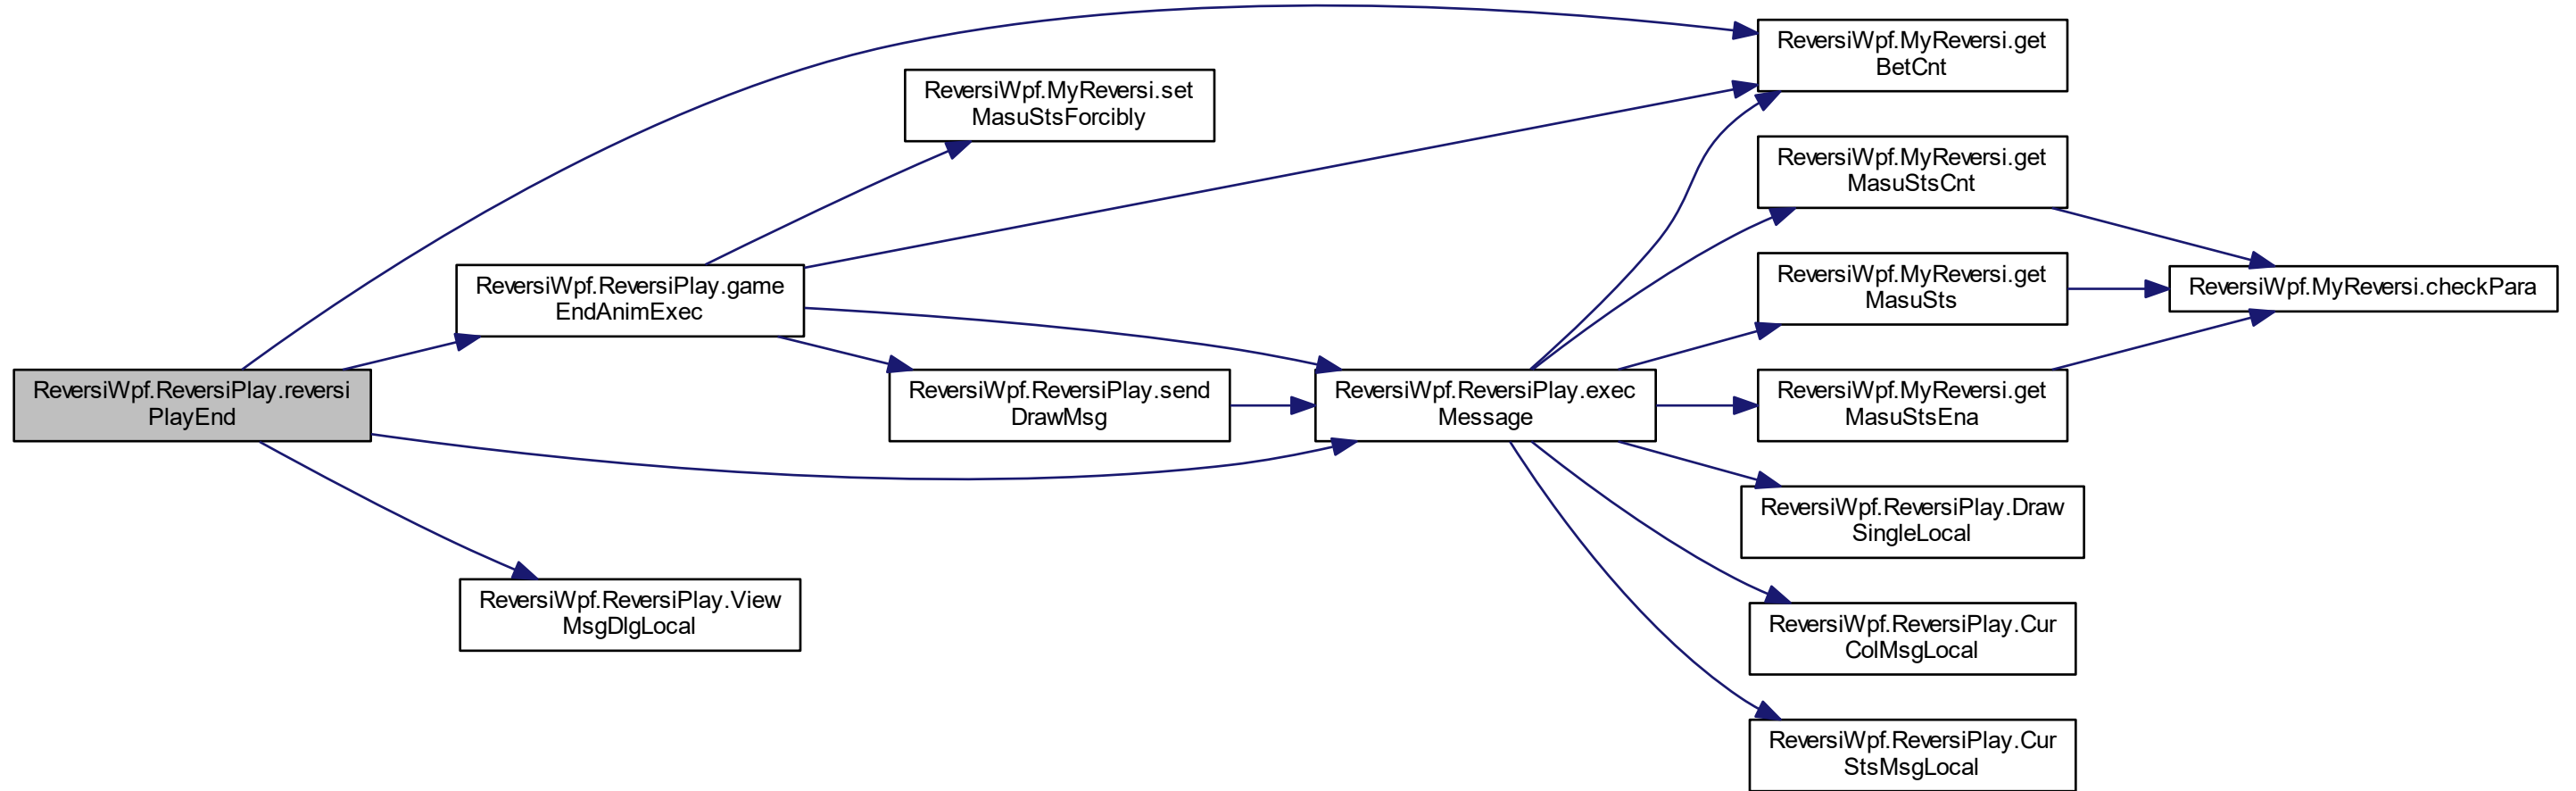 ReversiWpf.ReversiPlay.reversi
PlayEnd
ReversiWpf.ReversiPlay.game
EndAnimExec
ReversiWpf.ReversiPlay.View
MsgDlgLocal
ReversiWpf.MyReversi.set
MasuStsForcibly
ReversiWpf.ReversiPlay.send
DrawMsg
ReversiWpf.ReversiPlay.exec
Message
ReversiWpf.MyReversi.get
BetCnt
ReversiWpf.MyReversi.get
MasuStsCnt
ReversiWpf.MyReversi.get
MasuSts
ReversiWpf.MyReversi.get
MasuStsEna
ReversiWpf.ReversiPlay.Draw
SingleLocal
ReversiWpf.ReversiPlay.Cur
ColMsgLocal
ReversiWpf.ReversiPlay.Cur
StsMsgLocal
ReversiWpf.MyReversi.checkPara